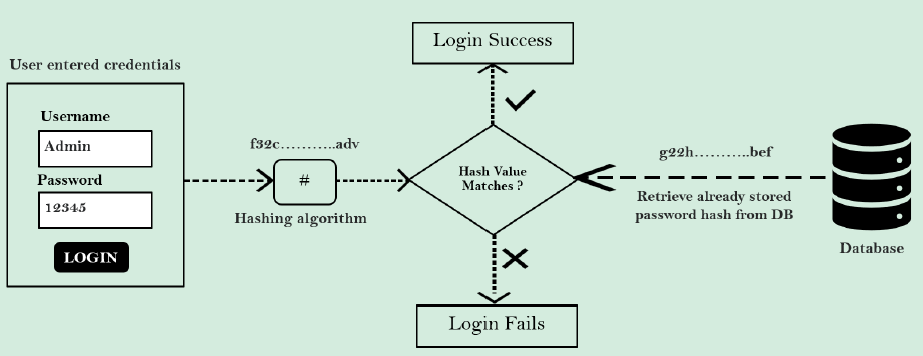 User entered credentials
Username
Admin
Password
12345
LOGIN
f32c...........adv
#
Hashing algorithm
Login Success
Hash Value
Matches ?
Login Fails
g22h..........bef
Retrieve already stored
password hash from DB
Database